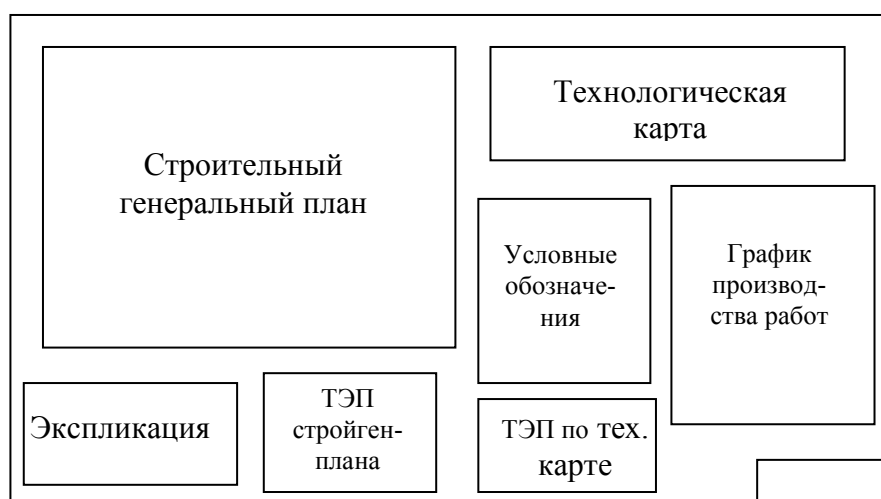 Строительный
генеральный план
Технологическая
карта
Условные
обозначе-
ния
График
производ-
ства работ
Экспликация
ТЭП
стройген-
плана
ТЭП по тех.
карте